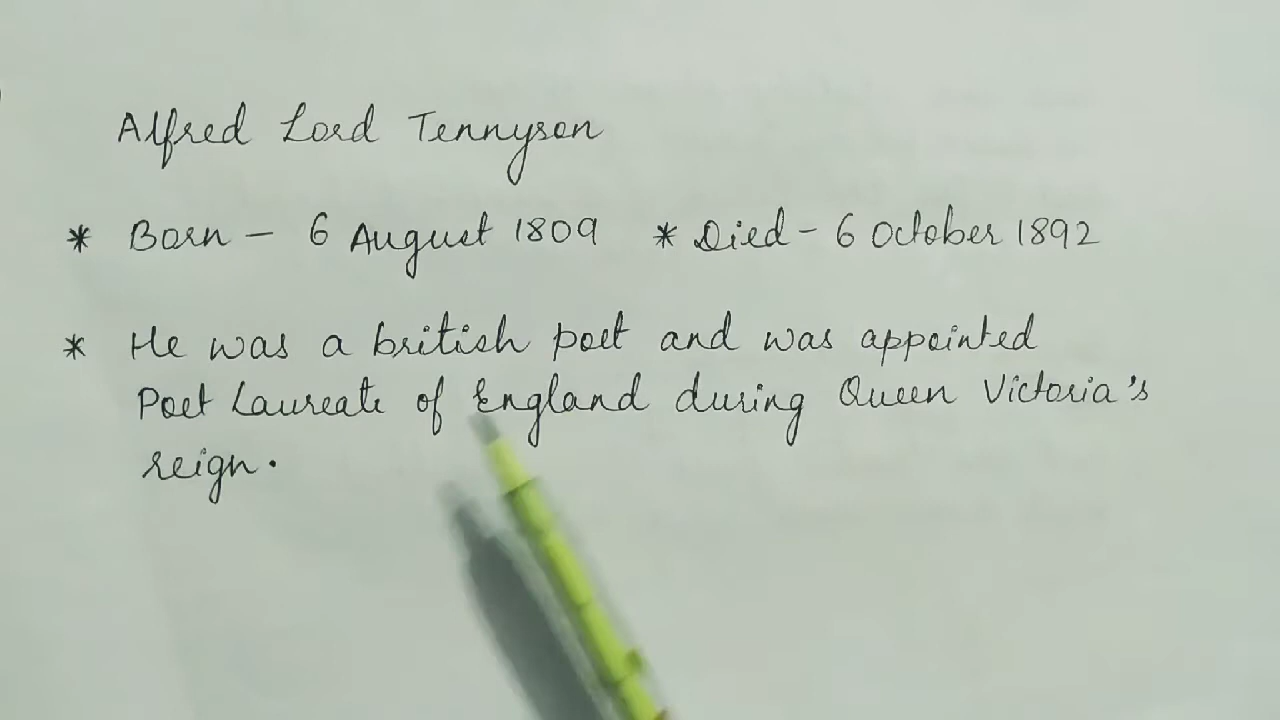 Alfred Lord Tennyson
* Born - 6 August 1809 * Died - 6 October 1892
* He was a british poet and was appointed
Poet Laureate of England during Queen Victoria's
reign.